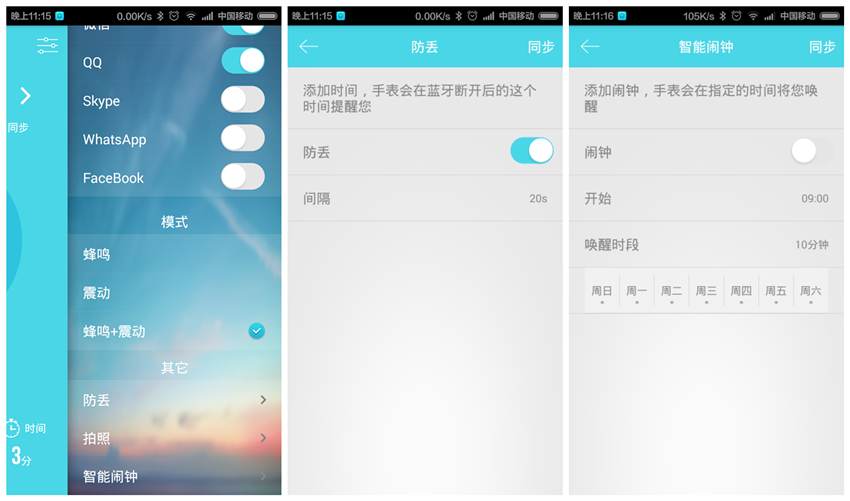 晚上11:15
0.00K/s
中国移动
微信
QQ
Skype
WhatsApp
FaceBook
模式
蜂鸣
震动
蜂鸣+震动
其它
防丢
拍照
智能闹钟
同步
时间
3分
晚上11:15
0.00K/s
中国移动
防丢
同步
添加时间，手表会在蓝牙断开后的这个
时间提醒您
防丢
间隔
20s
晚上11:16
105K/s
中国移动
智能闹钟
同步
添加闹钟，手表会在指定的时间将您唤
醒
闹钟
开始
09:00
唤醒时段
10分钟
周日 周一 周二 周三 周四 周五 周六